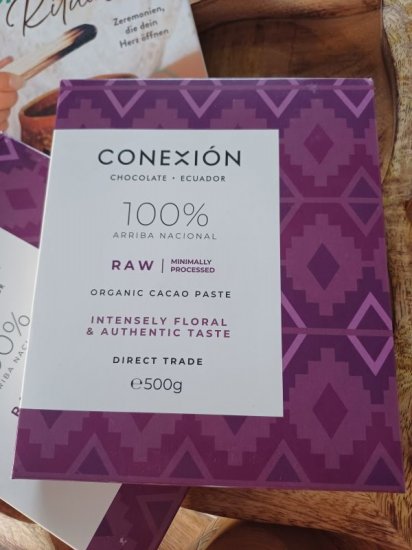 Ritual
Zeremonien,
die dein
Herz öffnen
CONEXIÓN
CHOCOLATE • ECUADOR
100%
ARRIBA NACIONAL
RAW | MINIMALLY
PROCESSED
ORGANIC CACAO PASTE
INTENSELY FLORAL
& AUTHENTIC TASTE
DIRECT TRADE
℮500g